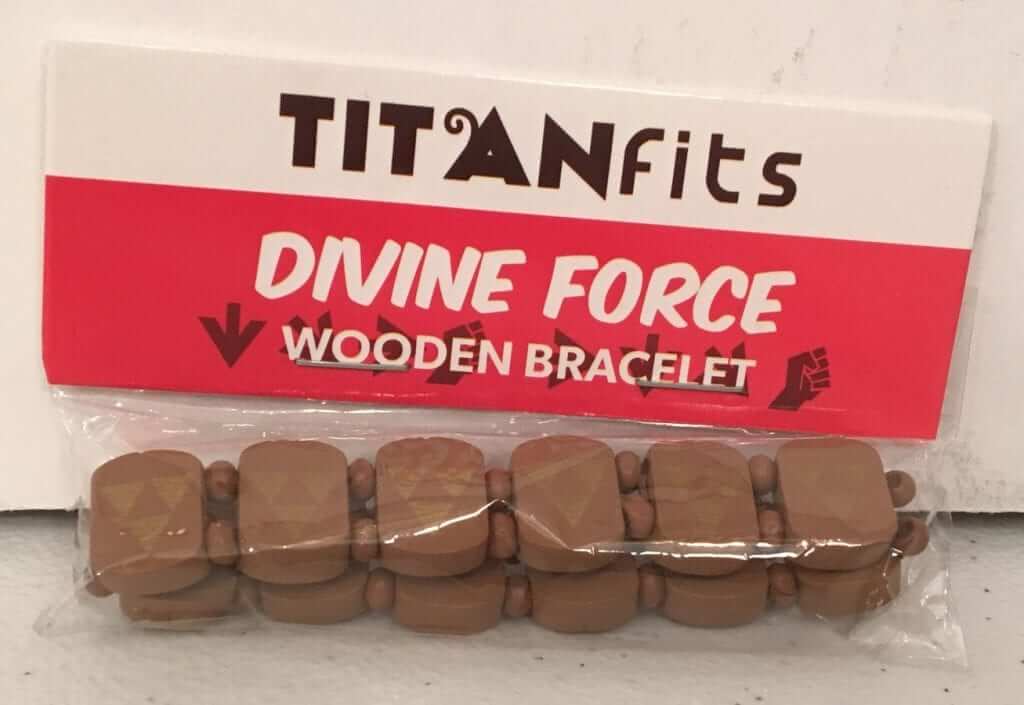 TITANfits
DIVINE FORCE
WOODEN BRACELET